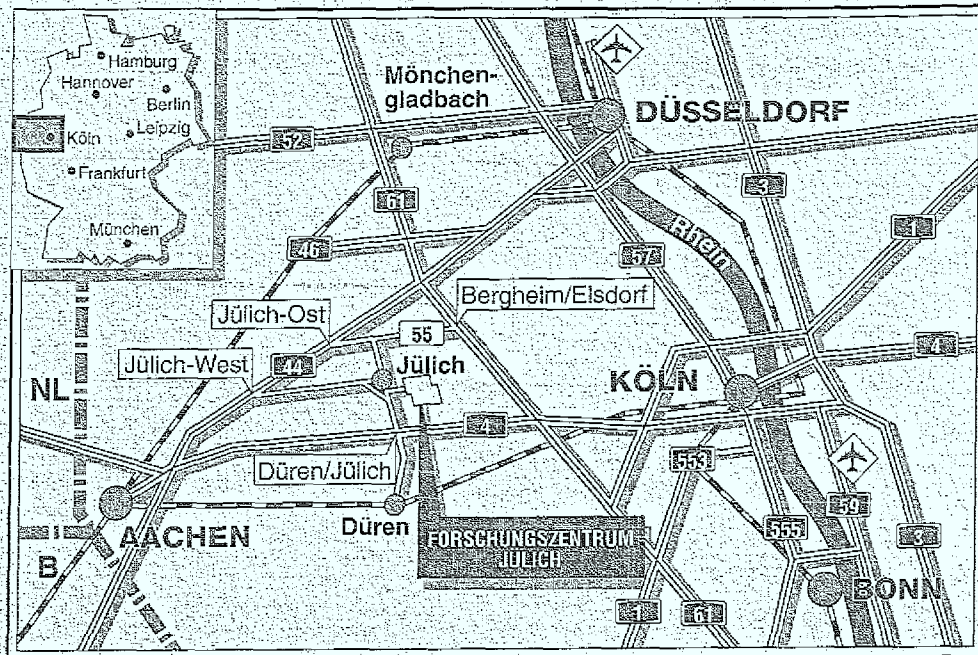 Hamburg
Hannover
Berlin
Leipzig
Köln
Frankfurt
München
Mönchen-
gladbach
DÜSSELDORF
52
61
3
1
46
57
Rhein
Bergheim/Elsdorf
Jülich-Ost
55
44
Jülich
Jülich-West
4
NL
KÖLN
4
553
Düren/Jülich
AACHEN
Düren
59
555
3
B
FORSCHUNGSZENTRUM
JÜLICH
BONN
1
61